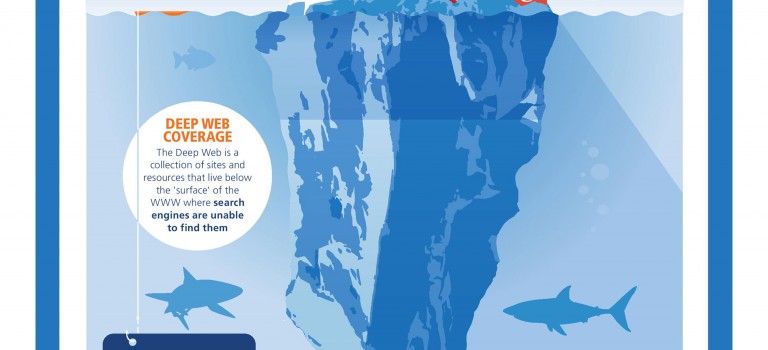 DEEP WEB
COVERAGE
The Deep Web is a
collection of sites and
resources that live below
the 'surface' of the
WWW where search
engines are unable
to find them